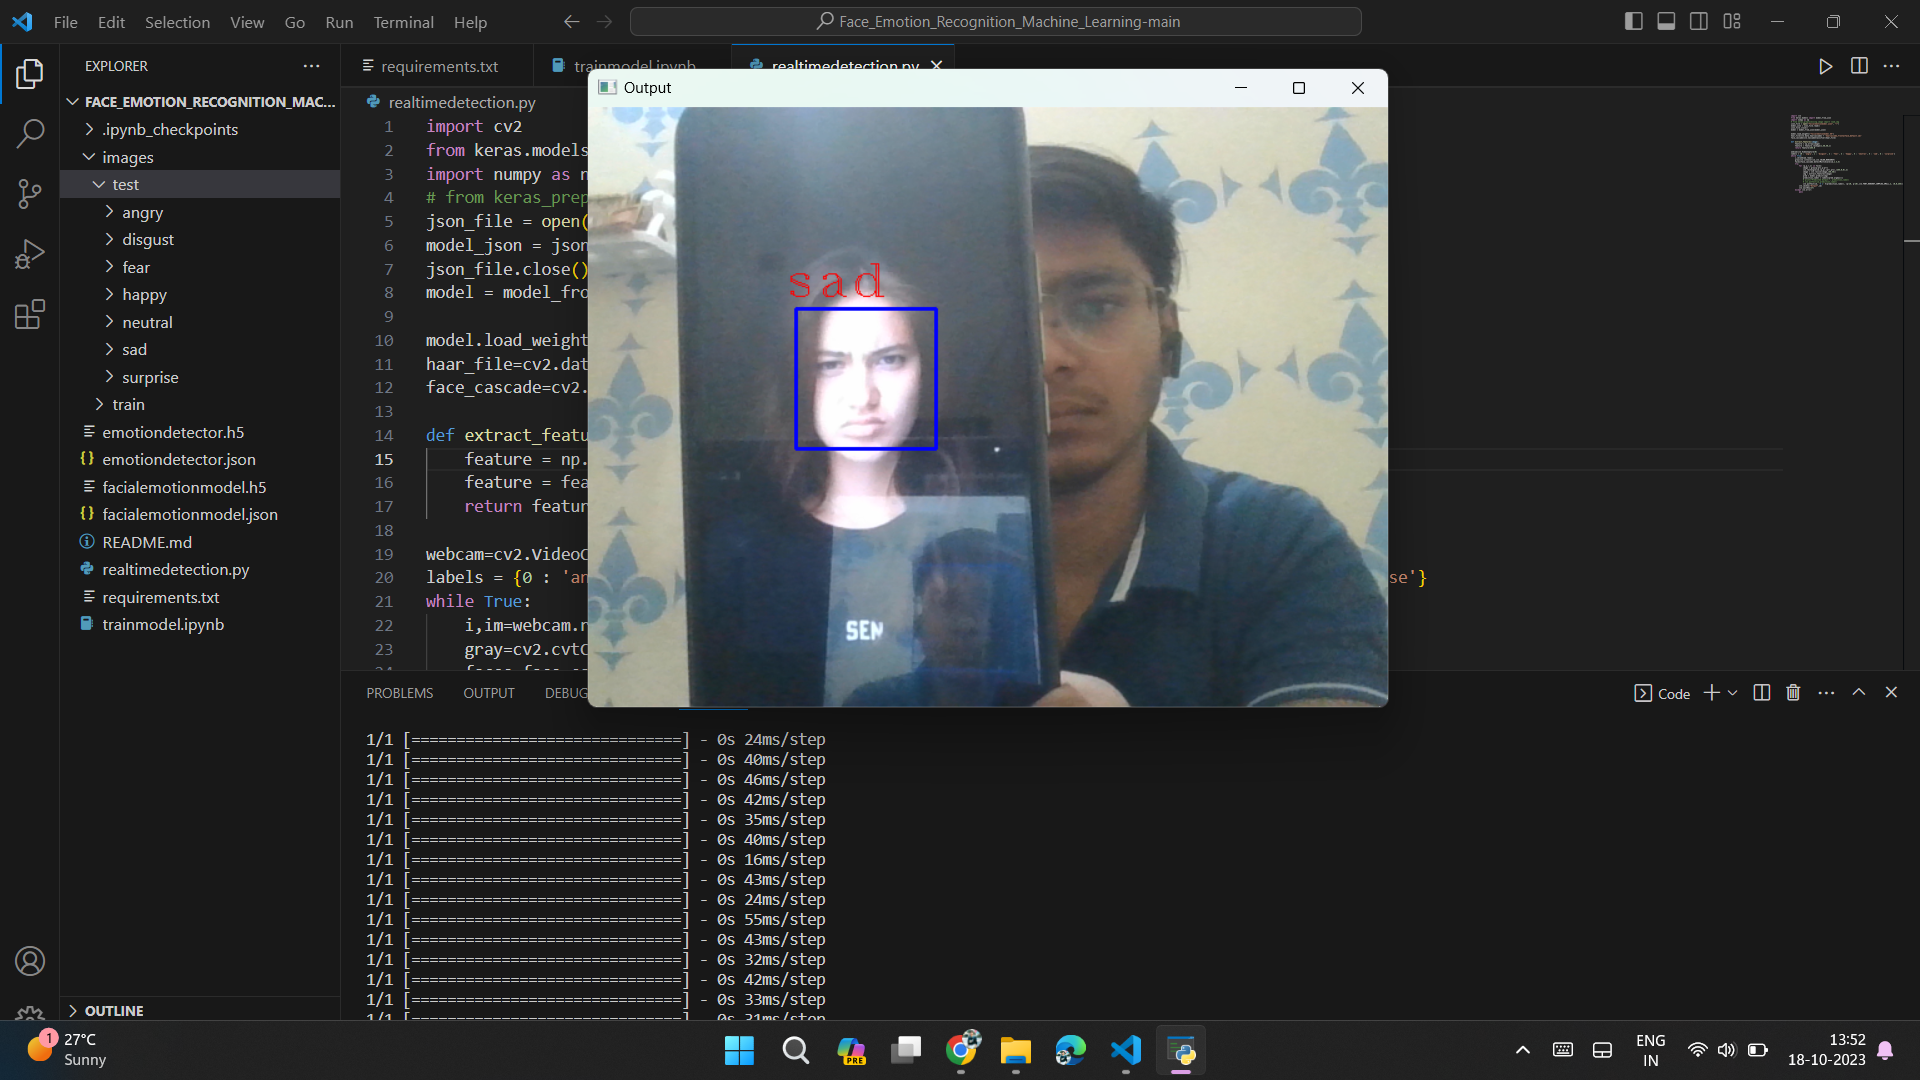 File Edit Selection View Go Run Terminal Help
Face_Emotion_Recognition_Machine_Learning-main
EXPLORER
FACE_EMOTION_RECOGNITION_MAC...
.ipynb_checkpoints
images
test
angry
disgust
fear
happy
neutral
sad
surprise
train
emotiondetector.h5
emotiondetector.json
facialemotionmodel.h5
facialemotionmodel.json
README.md
realtimedetection.py
requirements.txt
trainmodel.ipynb
OUTLINE
requirements.txt trainmodel.ipynb realtimedetection.py
realtimedetection.py
1 import cv2
2 from keras.models
3 import numpy as n
4 # from keras_prep
5 json_file = open(
6 model_json = json
7 json_file.close()
8 model = model_fro
9
10 model.load_weight
11 haar_file=cv2.dat
12 face_cascade=cv2.
13
14 def extract_featu
15 feature = np.
16 feature = fea
17 return featur
18
19 webcam=cv2.VideoC
20 labels = {0 : 'an se'}
21 while True:
22 i,im=webcam.r
23 gray=cv2.cvtC
Output
sad
SEN
PROBLEMS OUTPUT DEBUG
Code
1/1 [==============================] - 0s 24ms/step
1/1 [==============================] - 0s 40ms/step
1/1 [==============================] - 0s 46ms/step
1/1 [==============================] - 0s 42ms/step
1/1 [==============================] - 0s 35ms/step
1/1 [==============================] - 0s 40ms/step
1/1 [==============================] - 0s 16ms/step
1/1 [==============================] - 0s 43ms/step
1/1 [==============================] - 0s 24ms/step
1/1 [==============================] - 0s 55ms/step
1/1 [==============================] - 0s 43ms/step
1/1 [==============================] - 0s 32ms/step
1/1 [==============================] - 0s 42ms/step
1/1 [==============================] - 0s 33ms/step
1/1 [==============================] - 0s 31ms/step
1
27°C
Sunny
PRE
ENG
IN
13:52
18-10-2023